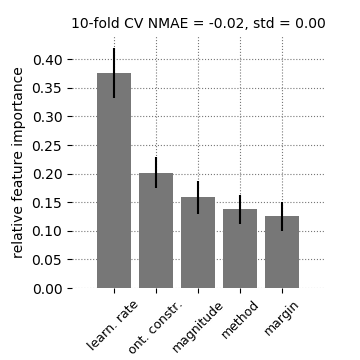 10-fold CV NMAE = -0.02, std = 0.00
relative feature importance
0.40
0.35
0.30
0.25
0.20
0.15
0.10
0.05
0.00
learn. rate
ont. constr.
magnitude
method
margin